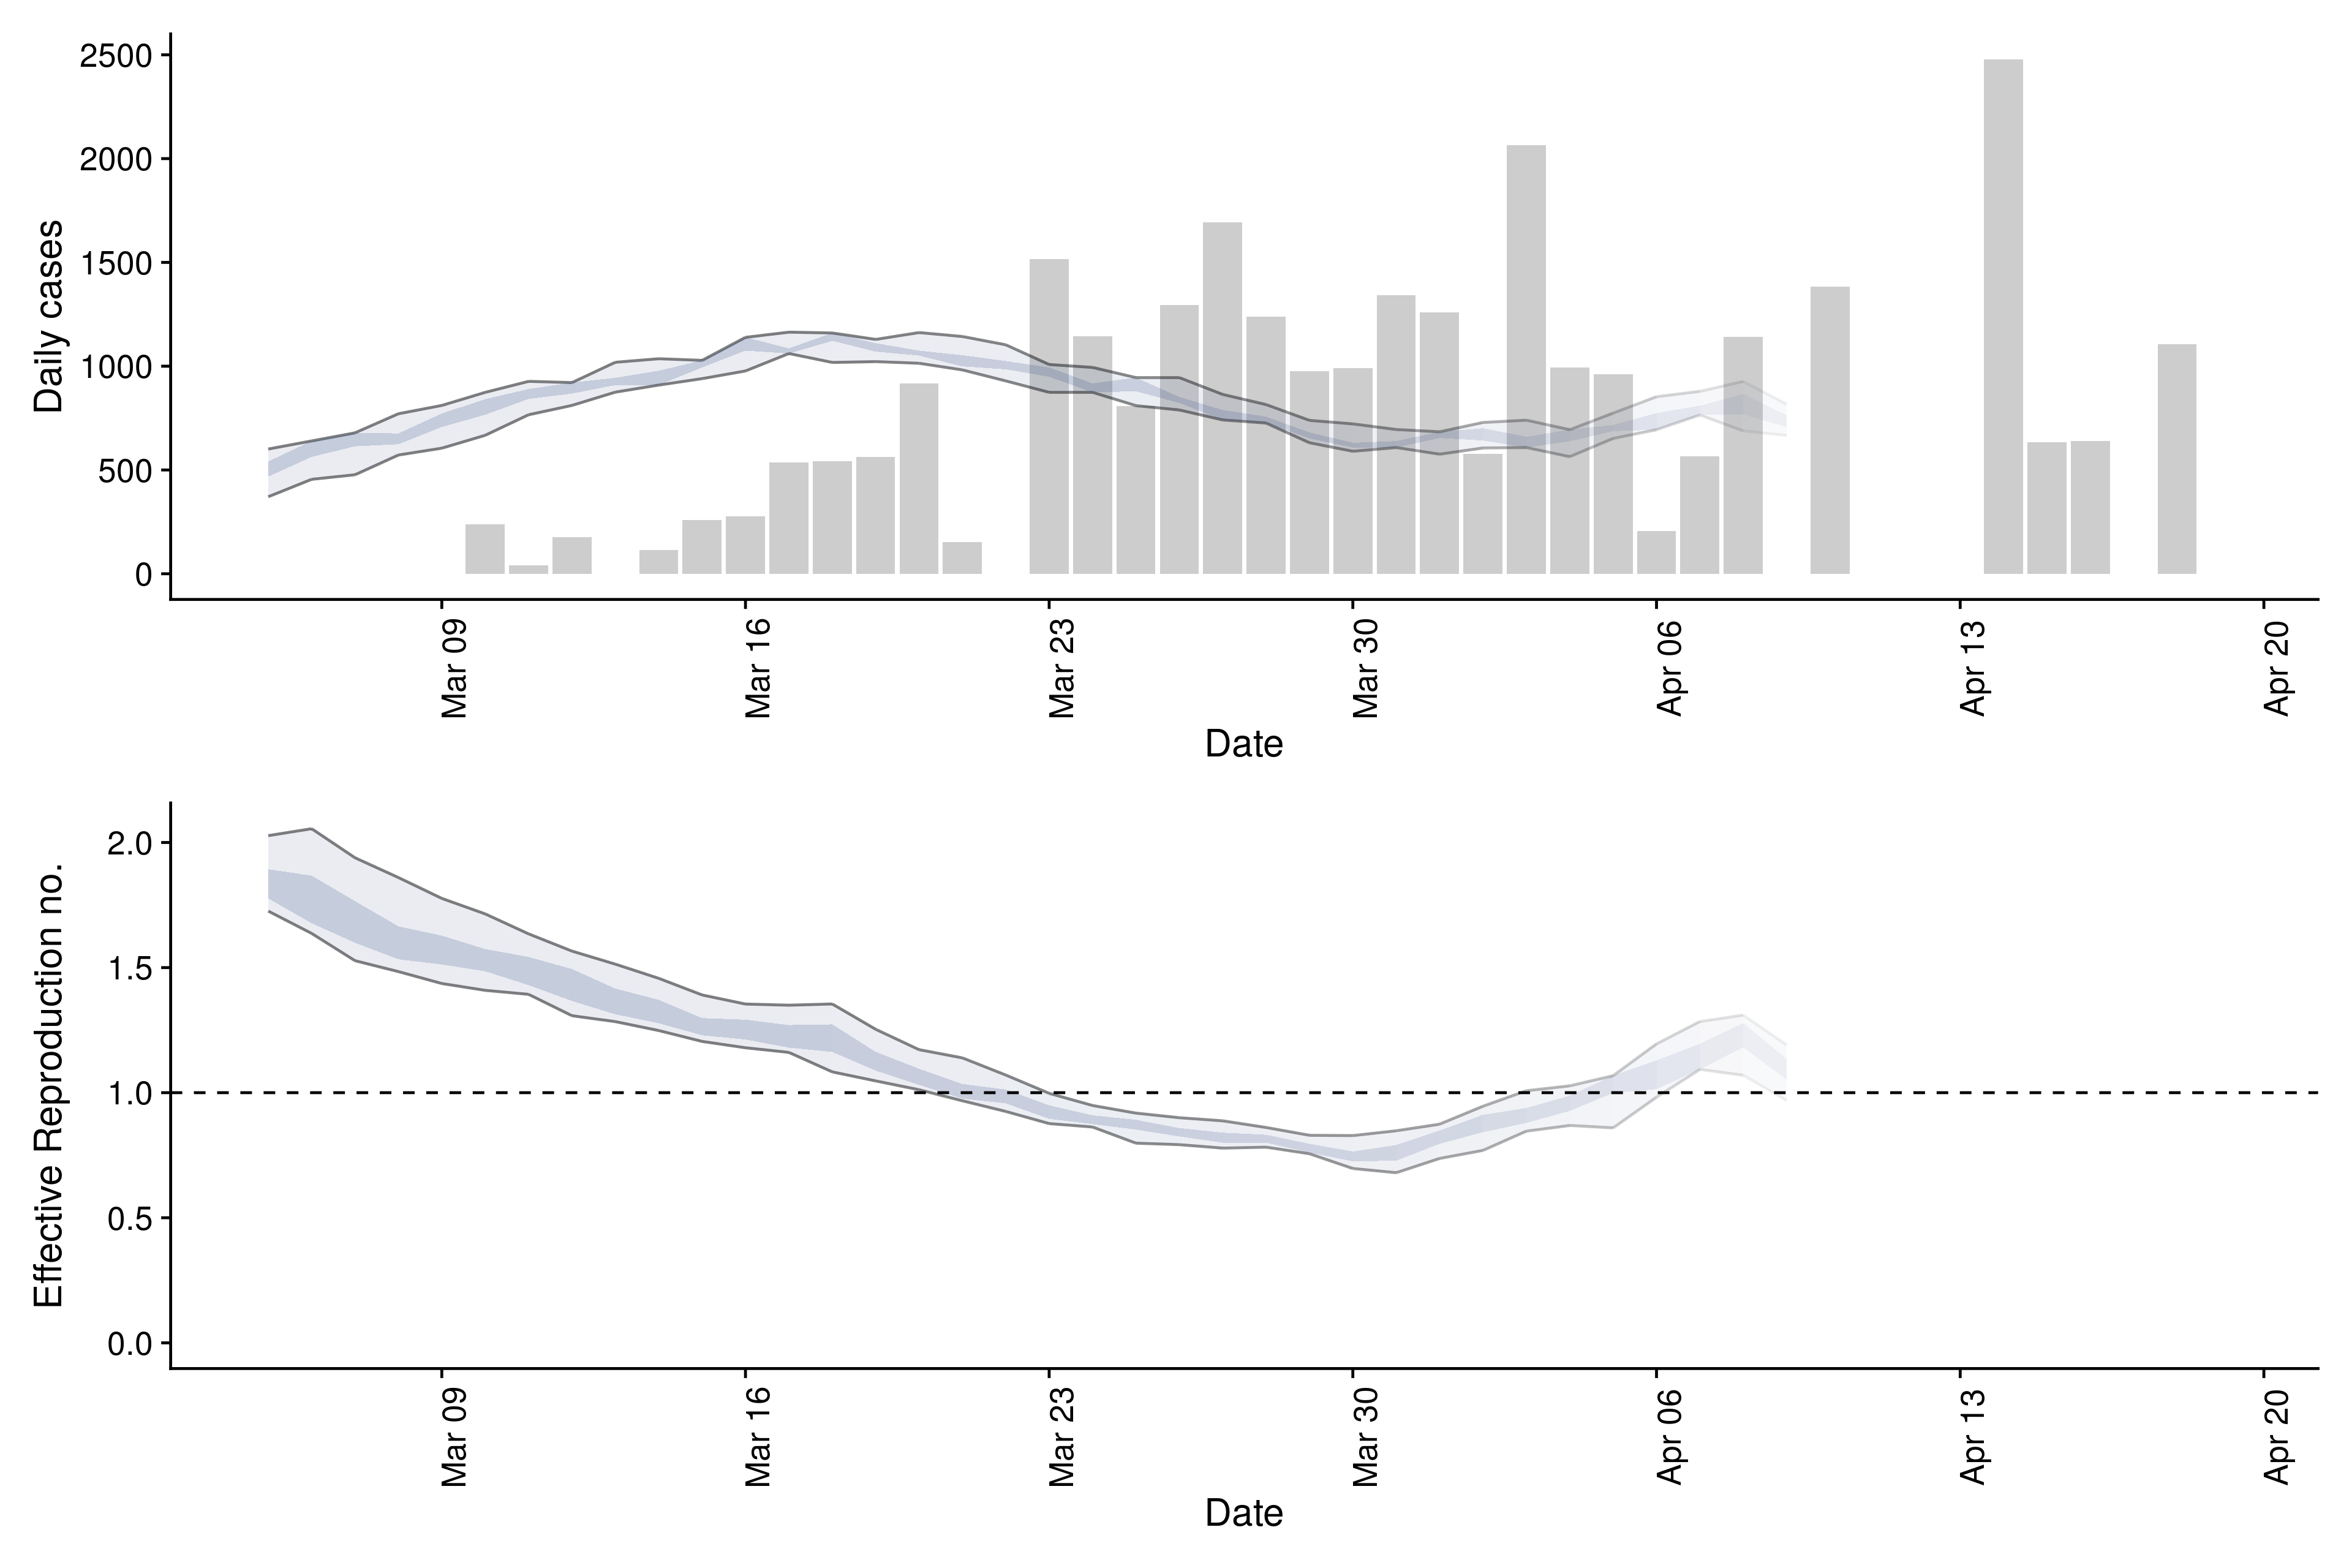 Daily cases
2500
2000
1500
1000
500
0
Mar 09
Mar 16
Mar 23
Mar 30
Apr 06
Apr 13
Apr 20
Date
Effective Reproduction no.
2.0
1.5
1.0
0.5
0.0
Mar 09
Mar 16
Mar 23
Mar 30
Apr 06
Apr 13
Apr 20
Date